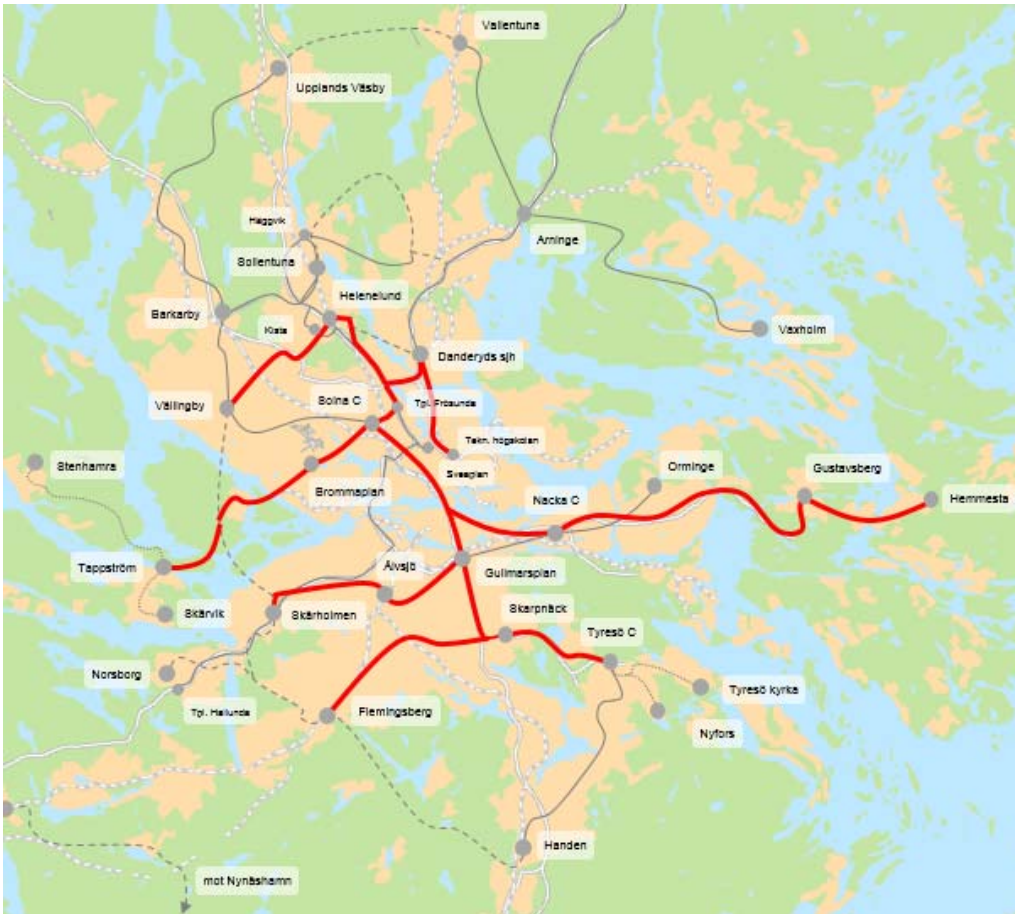 Vallentuna
Upplands Väsby
Häggvik
Arninge
Sollentuna
Helenelund
Barkarby
Kista
Vaxholm
Danderyds sjh
Solna C
Tpl. Frösunda
Vällingby
Tekn. högskolan
Stenhamra
Sveaplan
Orminge
Gustavsberg
Brommaplan
Nacka C
Hemmesta
Tappström
Älvsjö
Gullmarsplan
Skärvik
Skärholmen
Skarpnäck
Tyresö C
Norsborg
Tyresö kyrka
Tpl. Hallunda
Flemingsberg
Nyfors
Handen
mot Nynäshamn